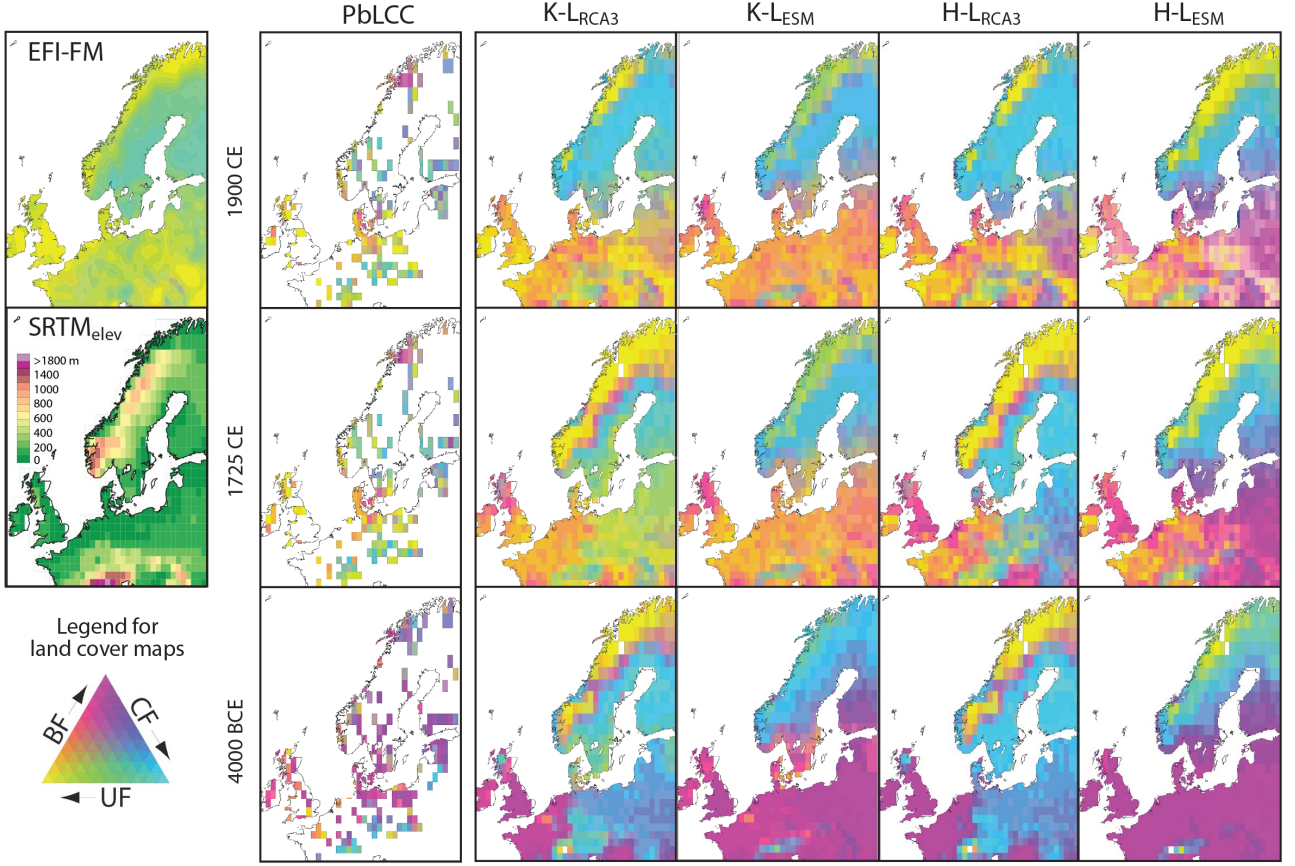 PbLCC
K-LRCA3
K-LESM
H-LRCA3
H-LESM
EFI-FM
1900 CE
SRTMelev
>1800 m
1400
1000
800
600
400
200
0
1725 CE
Legend for
land cover maps
BF
CF
UF
4000 BCE